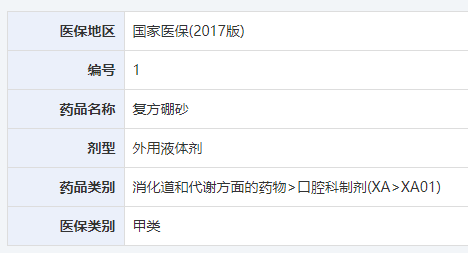 医保地区 国家医保(2017版)
编号 1
药品名称 复方硼砂
剂型 外用液体剂
药品类别 消化道和代谢方面的药物>口腔科制剂(XA>XA01)
医保类别 甲类